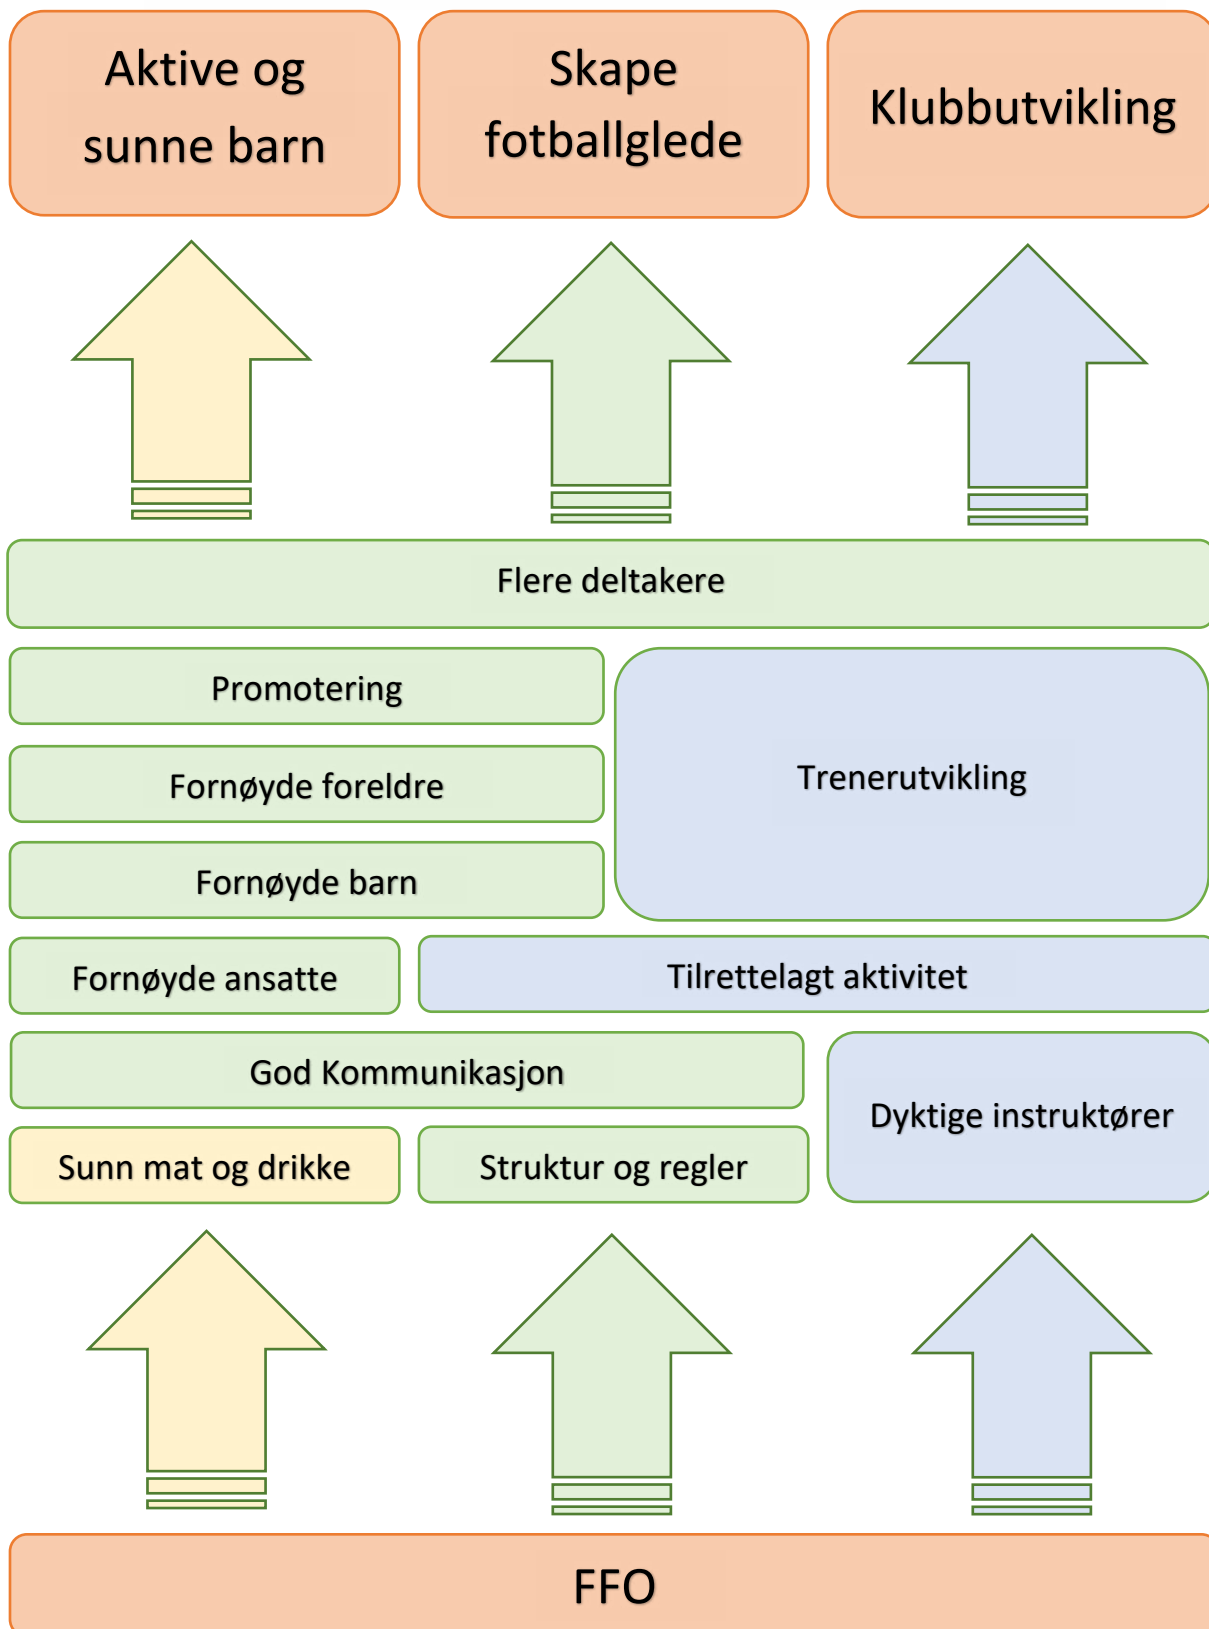 Aktive og
sunne barn
Skape
fotballglede
Klubbutvikling
Flere deltakere
Promotering
Fornøyde foreldre
Trenerutvikling
Fornøyde barn
Fornøyde ansatte
Tilrettelagt aktivitet
God Kommunikasjon
Dyktige instruktører
Sunn mat og drikke
Struktur og regler
FFO